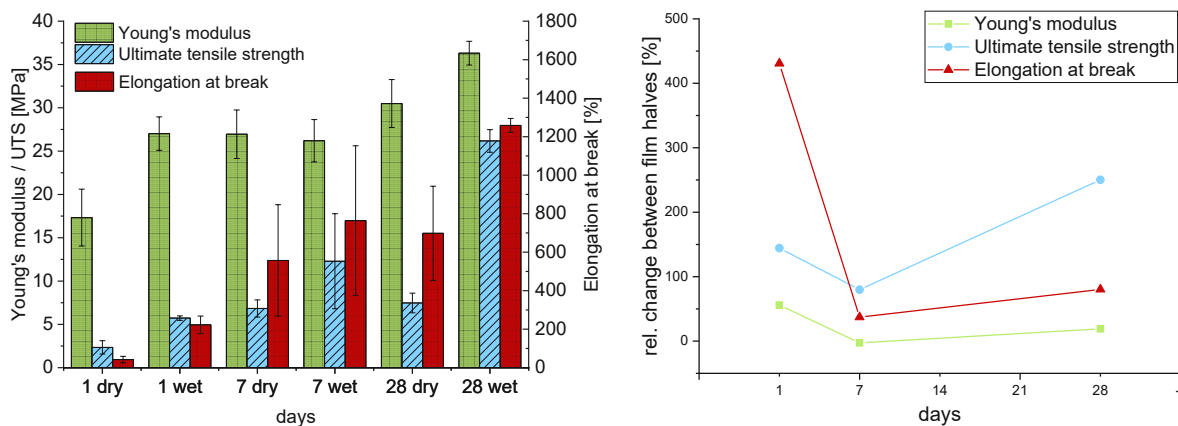 Young's modulus / UTS [MPa]
40
35
30
25
20
15
10
5
0
Young's modulus
Ultimate tensile strength
Elongation at break
1800
1600
1400
1200
1000
800
600
400
200
0
Elongation at break [%]
1 dry
1 wet
7 dry
7 wet
28 dry
28 wet
days
rel. change between film halves [%]
500
400
300
200
100
0
Young's modulus
Ultimate tensile strength
Elongation at break
1
7
14
21
28
days